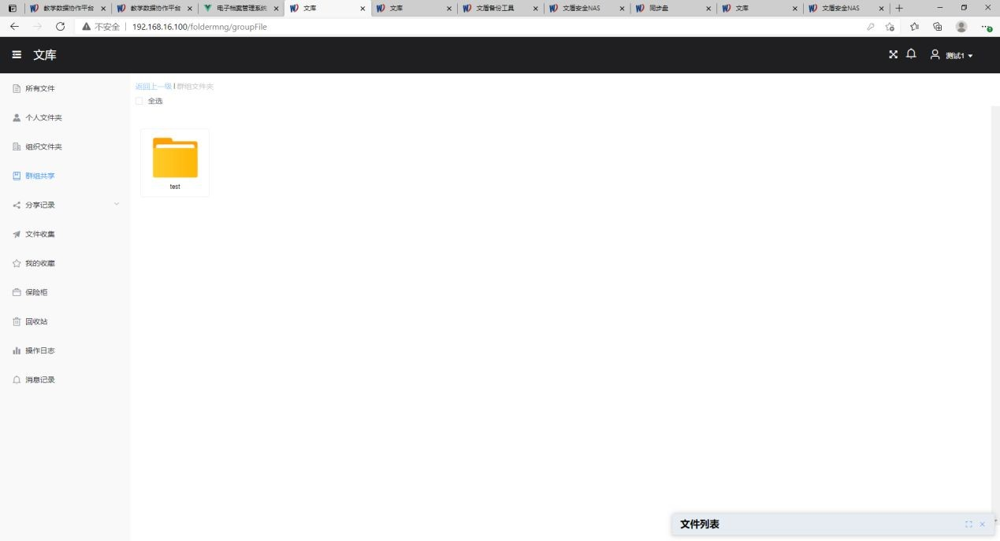 教学数据协作平台
教学数据协作平台
电子档案管理系统
文库
文库
文盾备份工具
文盾安全NAS
同步盘
文库
文盾安全NAS
不安全 | 192.168.16.100/foldermng/groupFile
文库
测试1
所有文件
个人文件夹
组织文件夹
群组共享
分享记录
文件收集
我的收藏
保险柜
回收站
操作日志
消息记录
返回上一级 | 群组文件夹
全选
test
文件列表